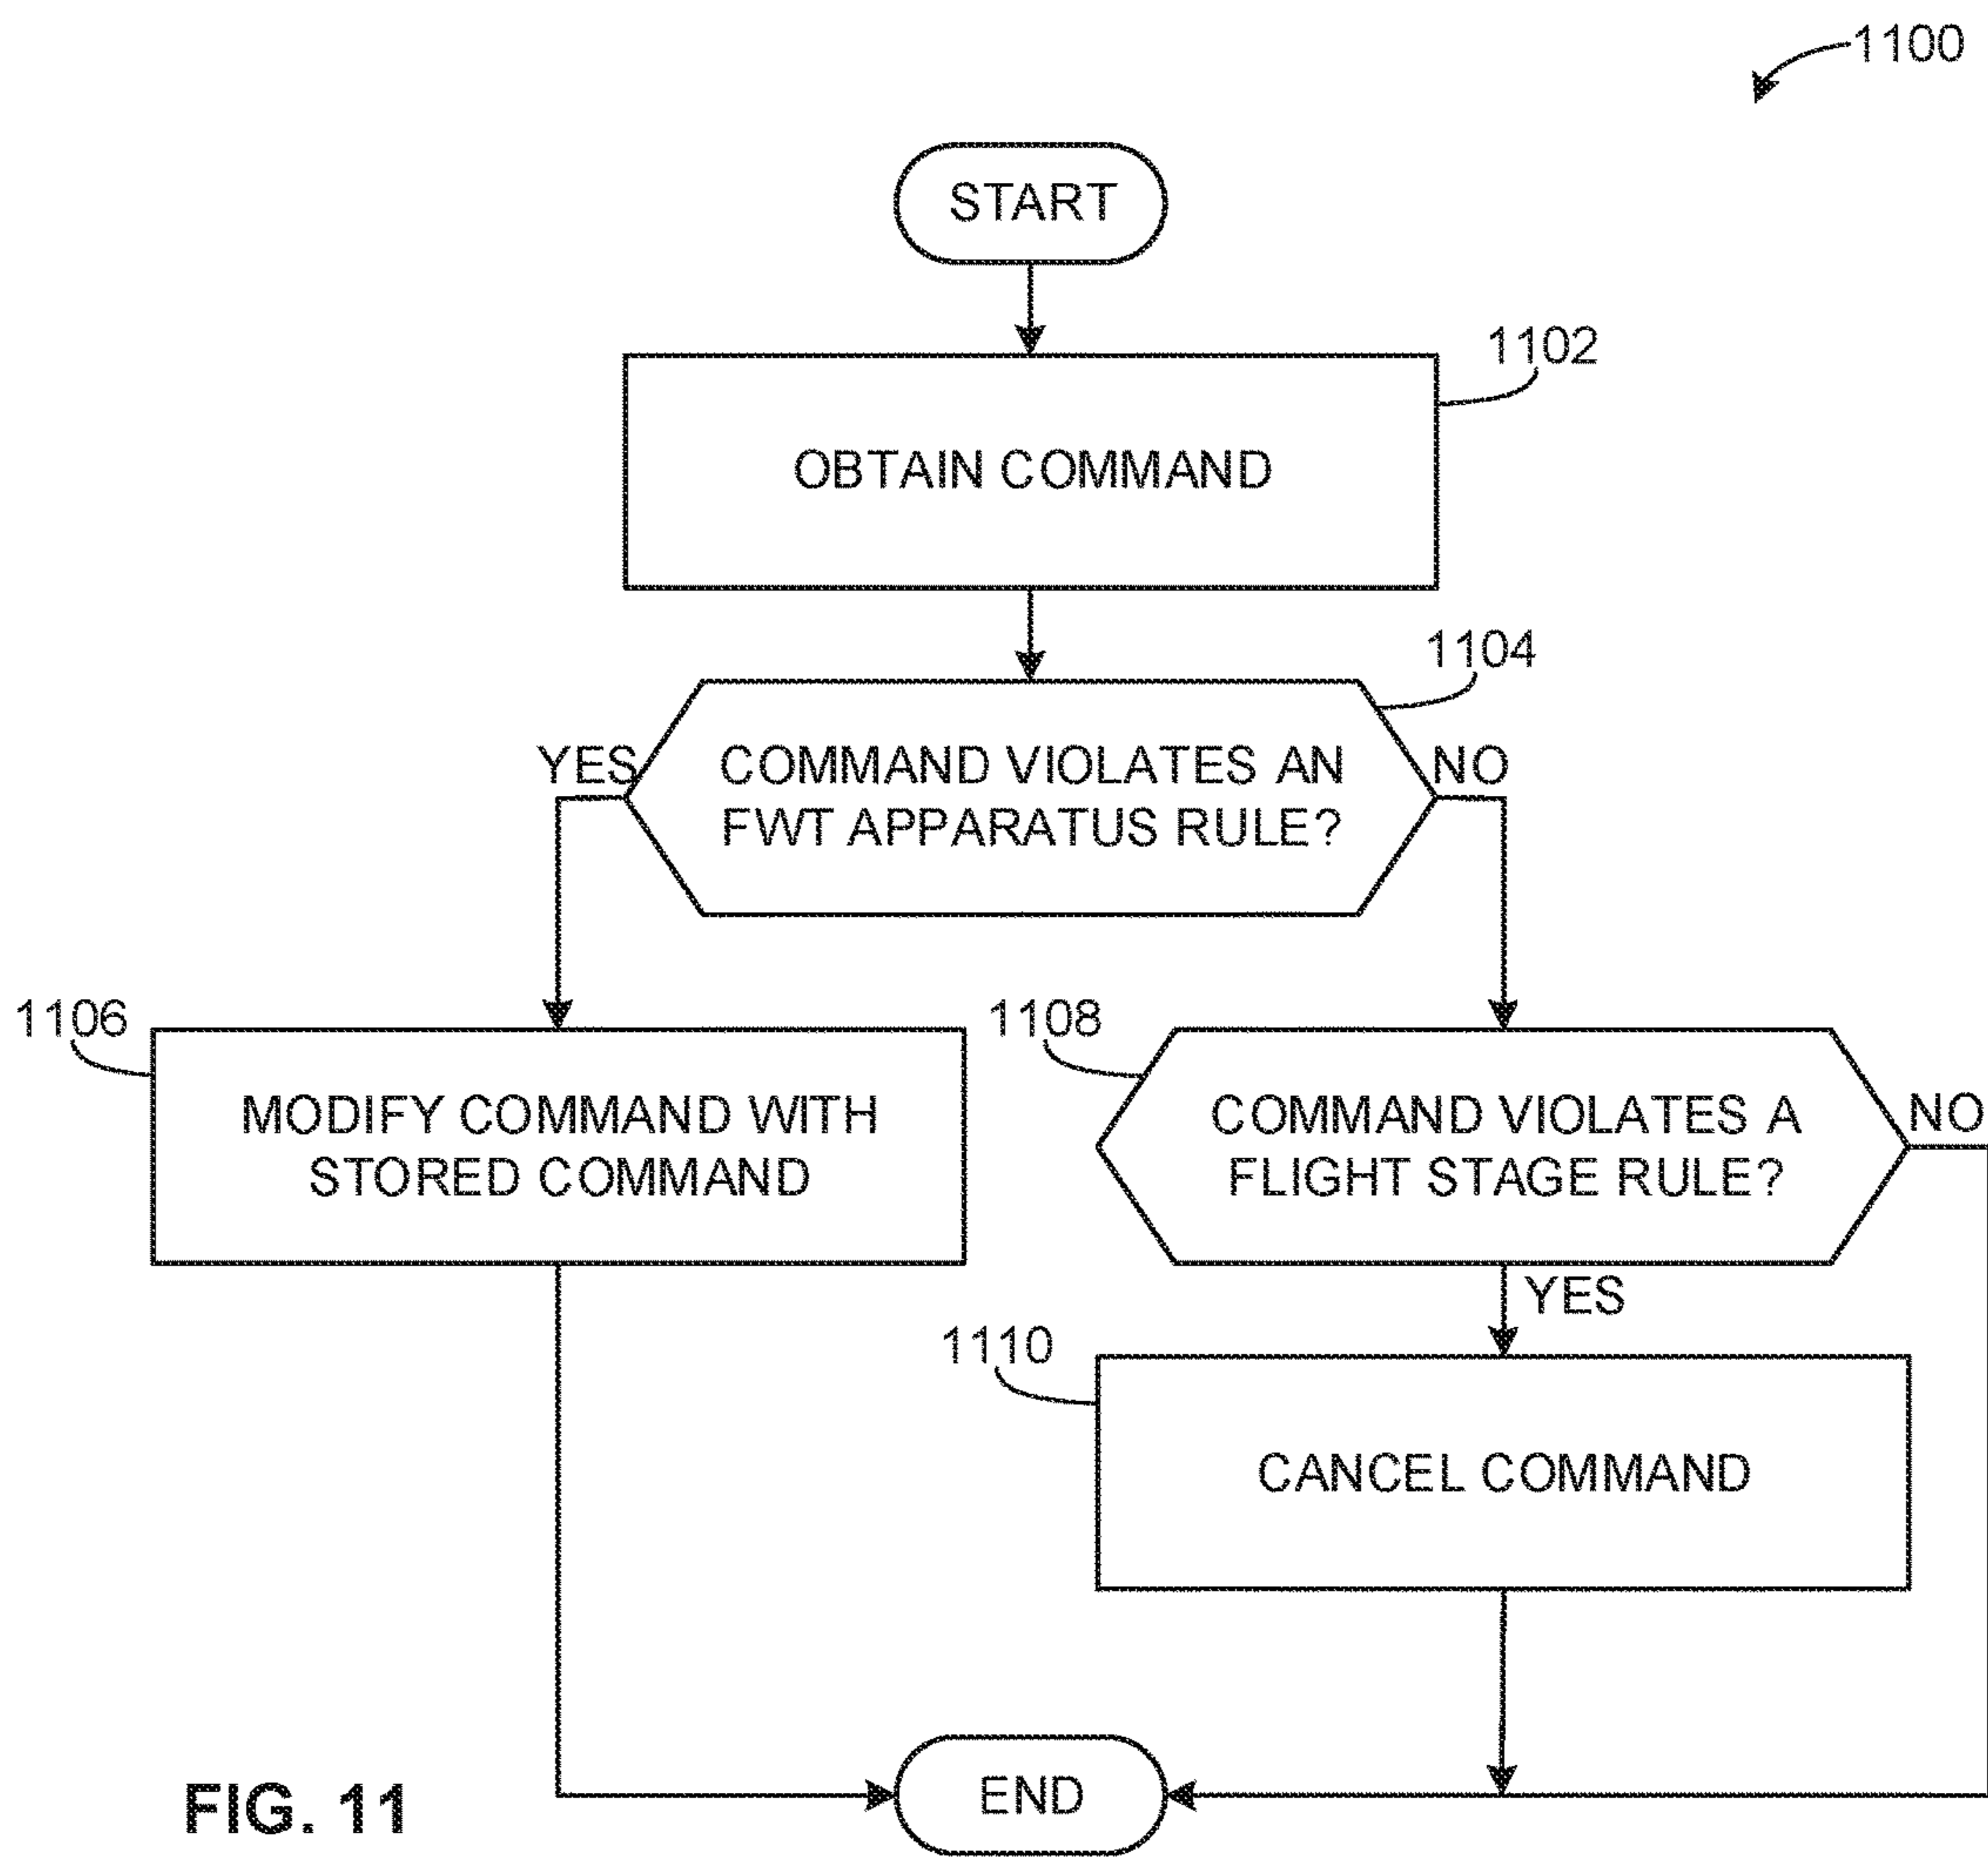 1100
START
1102
OBTAIN COMMAND
1104
YES
COMMAND VIOLATES AN
FWT APPARATUS RULE?
NO
1106
MODIFY COMMAND WITH
STORED COMMAND
1108
COMMAND VIOLATES A
FLIGHT STAGE RULE?
NO
YES
1110
CANCEL COMMAND
END
FIG. 11